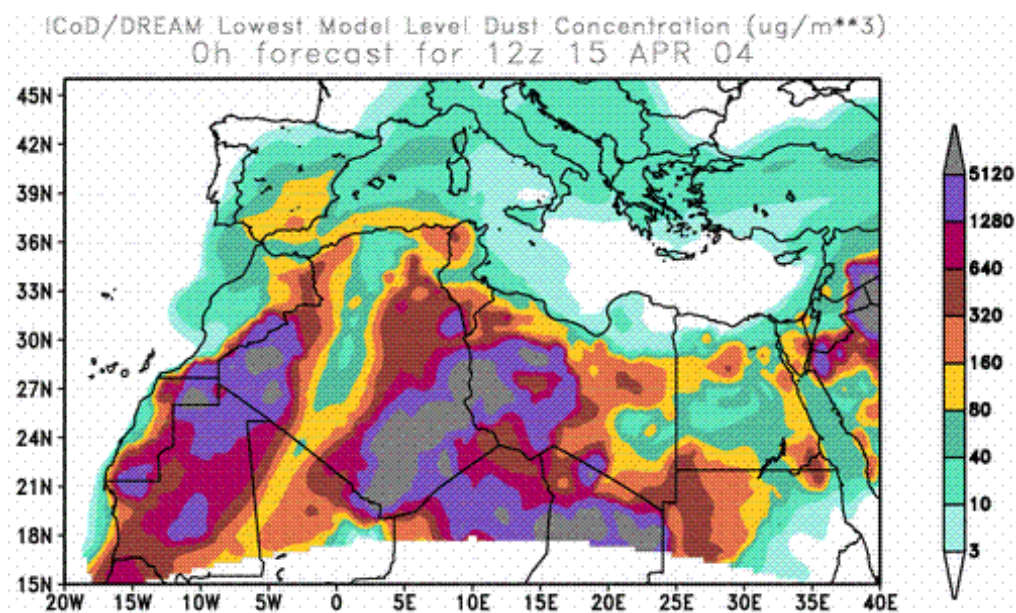 ICoD/DREAM Lowest Model Level Dust Concentration (ug/m**3)
0h forecast for 12z 15 APR 04
45N
42N
39N
36N
33N
30N
27N
24N
21N
18N
15N
20W 15W 10W 5W 0 5E 10E 15E 20E 25E 30E 35E 40E
5120
1280
640
320
160
80
40
10
3